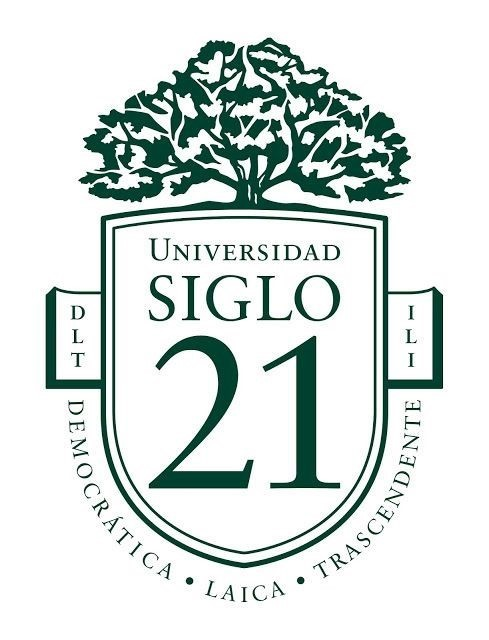 UNIVERSIDAD
SIGLO
21
DLT
ILI
DEMOCRÁTICA • LAICA • TRASCENDENTE